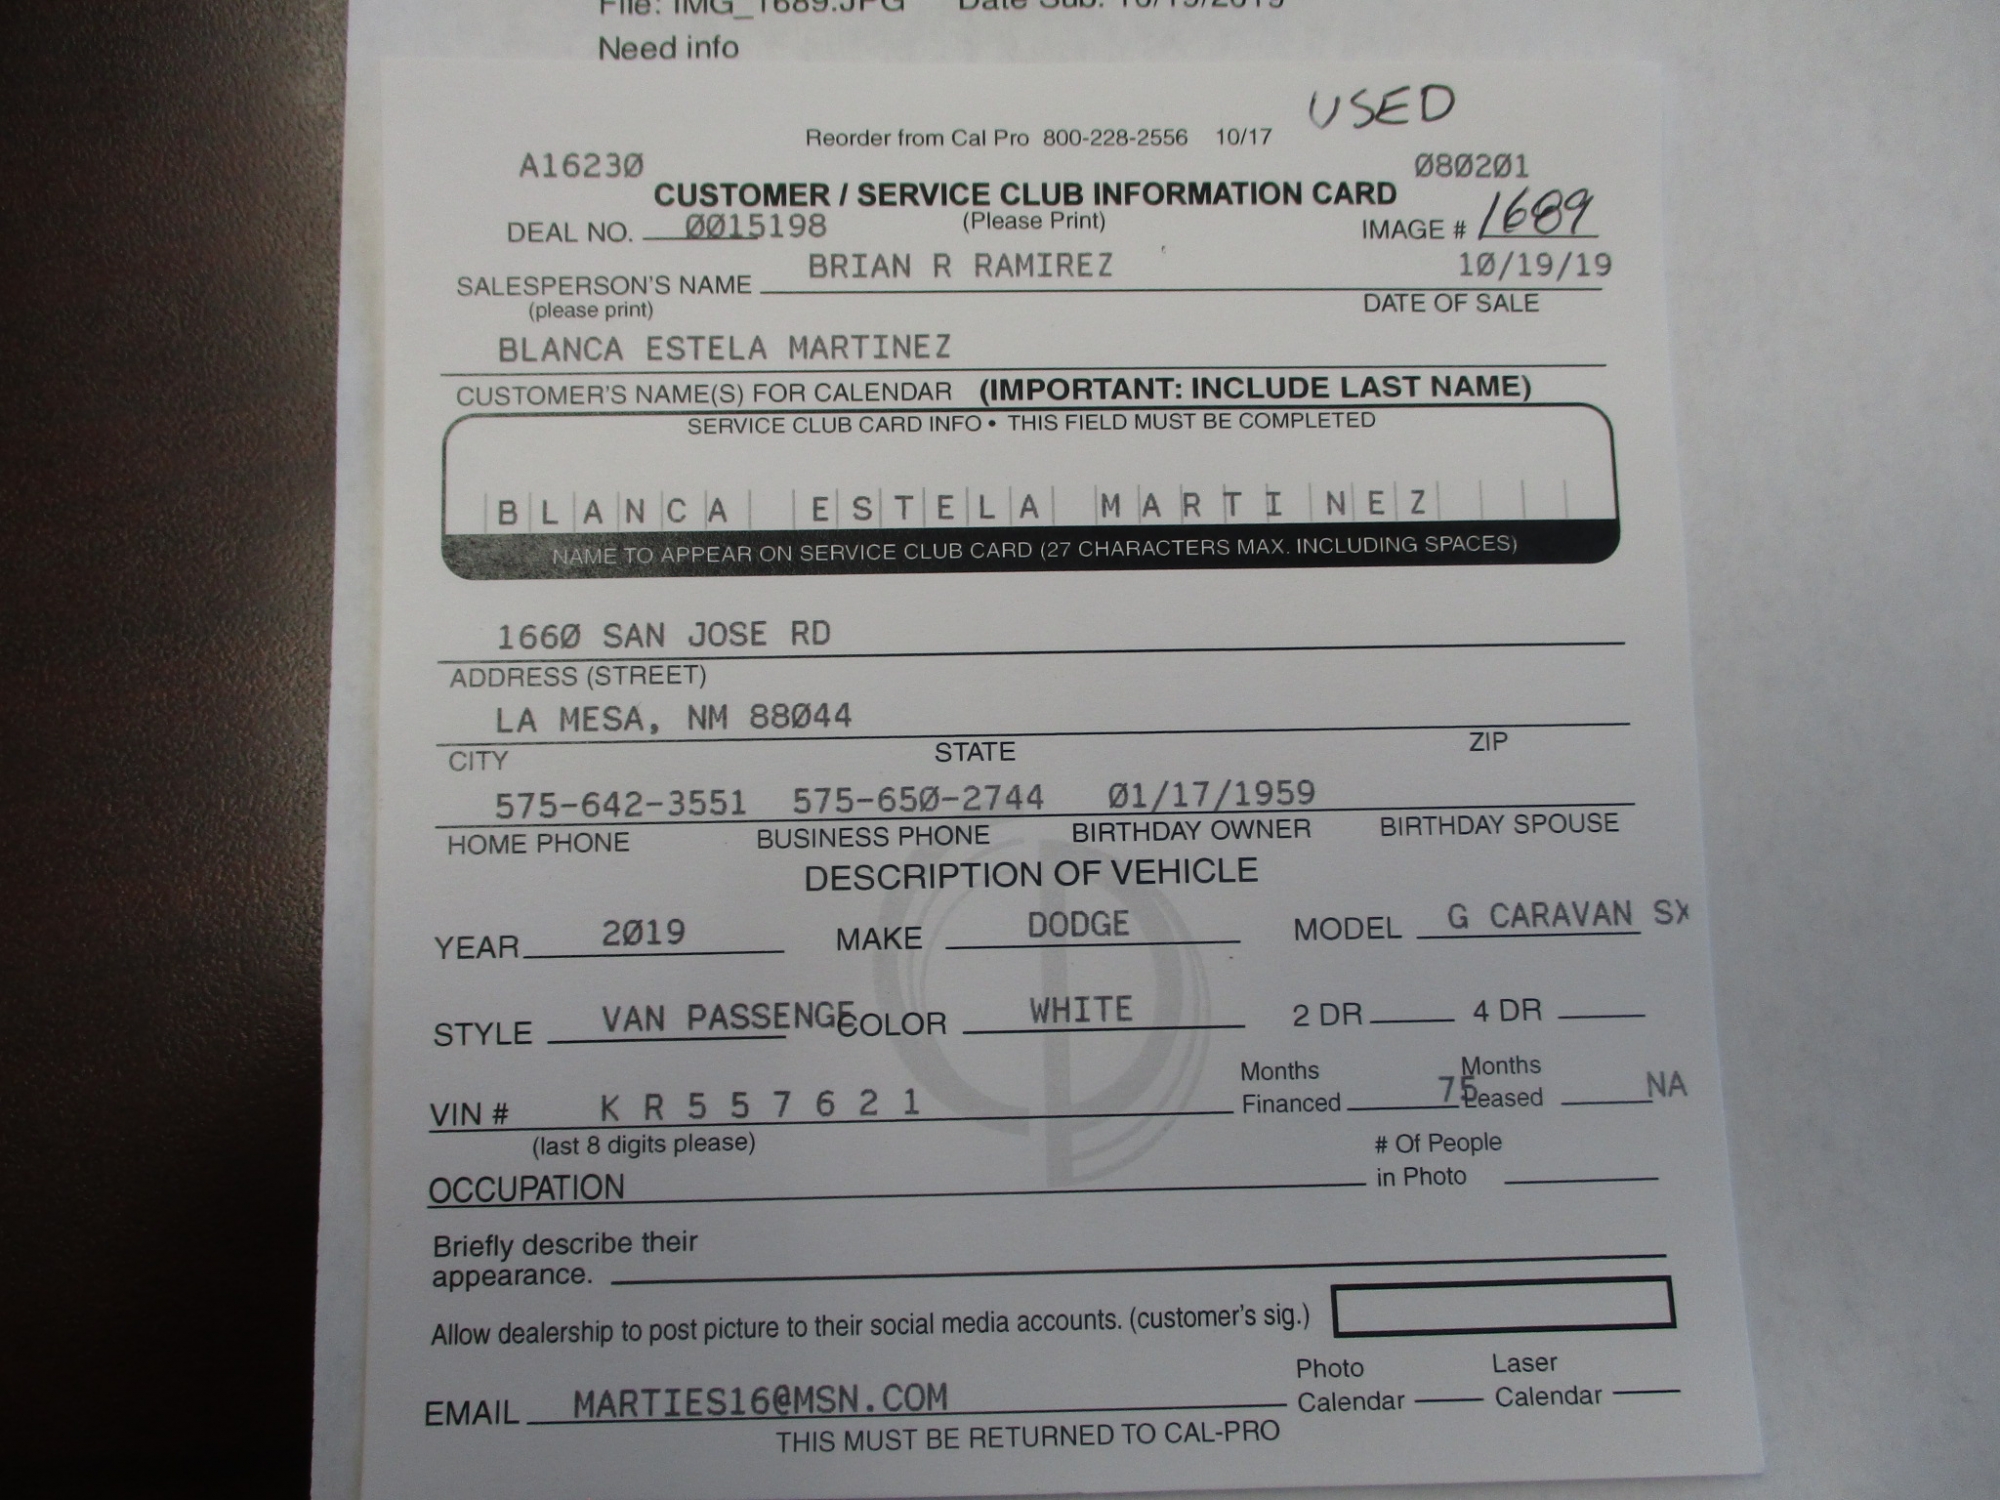 File: IMG_1689.JPG Date Sub: 10/19/2019
Need info
USED
Reorder from Cal Pro 800-228-2556 10/17
A16230 080201
CUSTOMER / SERVICE CLUB INFORMATION CARD
DEAL NO. 0015198 (Please Print) IMAGE # 1689
SALESPERSON'S NAME BRIAN R RAMIREZ 10/19/19
(please print) DATE OF SALE
BLANCA ESTELA MARTINEZ
CUSTOMER'S NAME(S) FOR CALENDAR (IMPORTANT: INCLUDE LAST NAME)
SERVICE CLUB CARD INFO • THIS FIELD MUST BE COMPLETED
BLANCA ESTELA MARTINEZ
NAME TO APPEAR ON SERVICE CLUB CARD (27 CHARACTERS MAX. INCLUDING SPACES)
1660 SAN JOSE RD
ADDRESS (STREET)
LA MESA, NM 88044
CITY STATE ZIP
575-642-3551 575-650-2744 01/17/1959
HOME PHONE BUSINESS PHONE BIRTHDAY OWNER BIRTHDAY SPOUSE
DESCRIPTION OF VEHICLE
YEAR 2019 MAKE DODGE MODEL G CARAVAN SX
STYLE VAN PASSENGE COLOR WHITE 2 DR 4 DR
Months Months
VIN # KR557621 Financed 75 Leased NA
(last 8 digits please) # Of People
OCCUPATION in Photo
Briefly describe their
appearance.
Allow dealership to post picture to their social media accounts. (customer's sig.)
Photo Laser
EMAIL MARTIES16@MSN.COM Calendar Calendar
THIS MUST BE RETURNED TO CAL-PRO